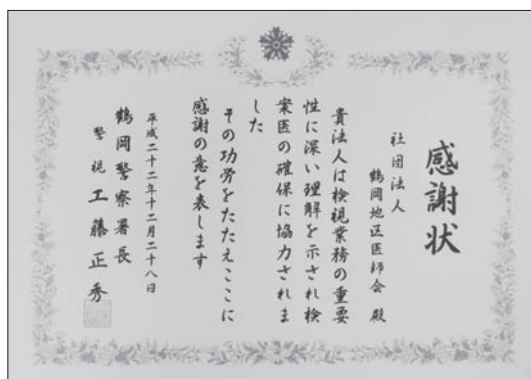 感謝状
社団法人
鶴岡地区医師会 殿
貴法人は検視業務の重要
性に深い理解を示され検
案医の確保に協力されま
した
その功労をたたえここに
感謝の意を表します
平成二十二年十二月二十八日
鶴岡警察署長
警視 工藤正秀